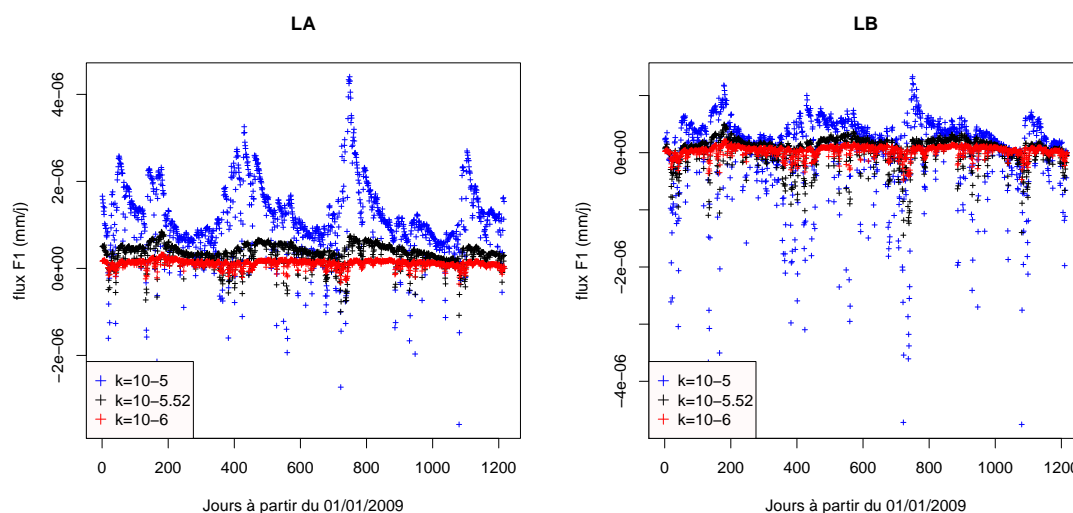 LA
flux F1 (mm/j)
4e−06
2e−06
0e+00
−2e−06
k=10−5
k=10−5.52
k=10−6
0 200 400 600 800 1000 1200
Jours à partir du 01/01/2009
LB
flux F1 (mm/j)
0e+00
−2e−06
−4e−06
k=10−5
k=10−5.52
k=10−6
0 200 400 600 800 1000 1200
Jours à partir du 01/01/2009